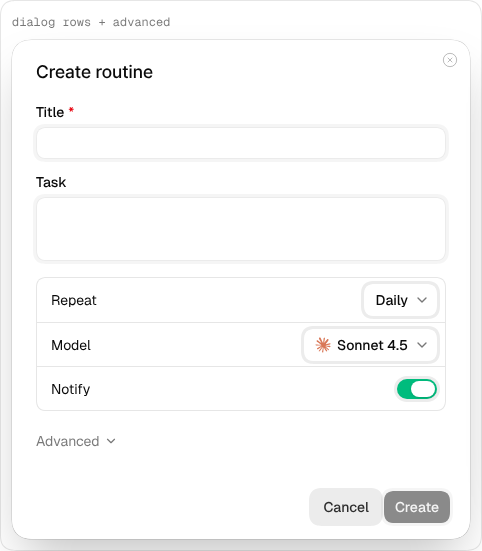 dialog rows + advanced
Create routine
Title *
Task
Repeat
Daily
Model
Sonnet 4.5
Notify
Advanced
Cancel
Create